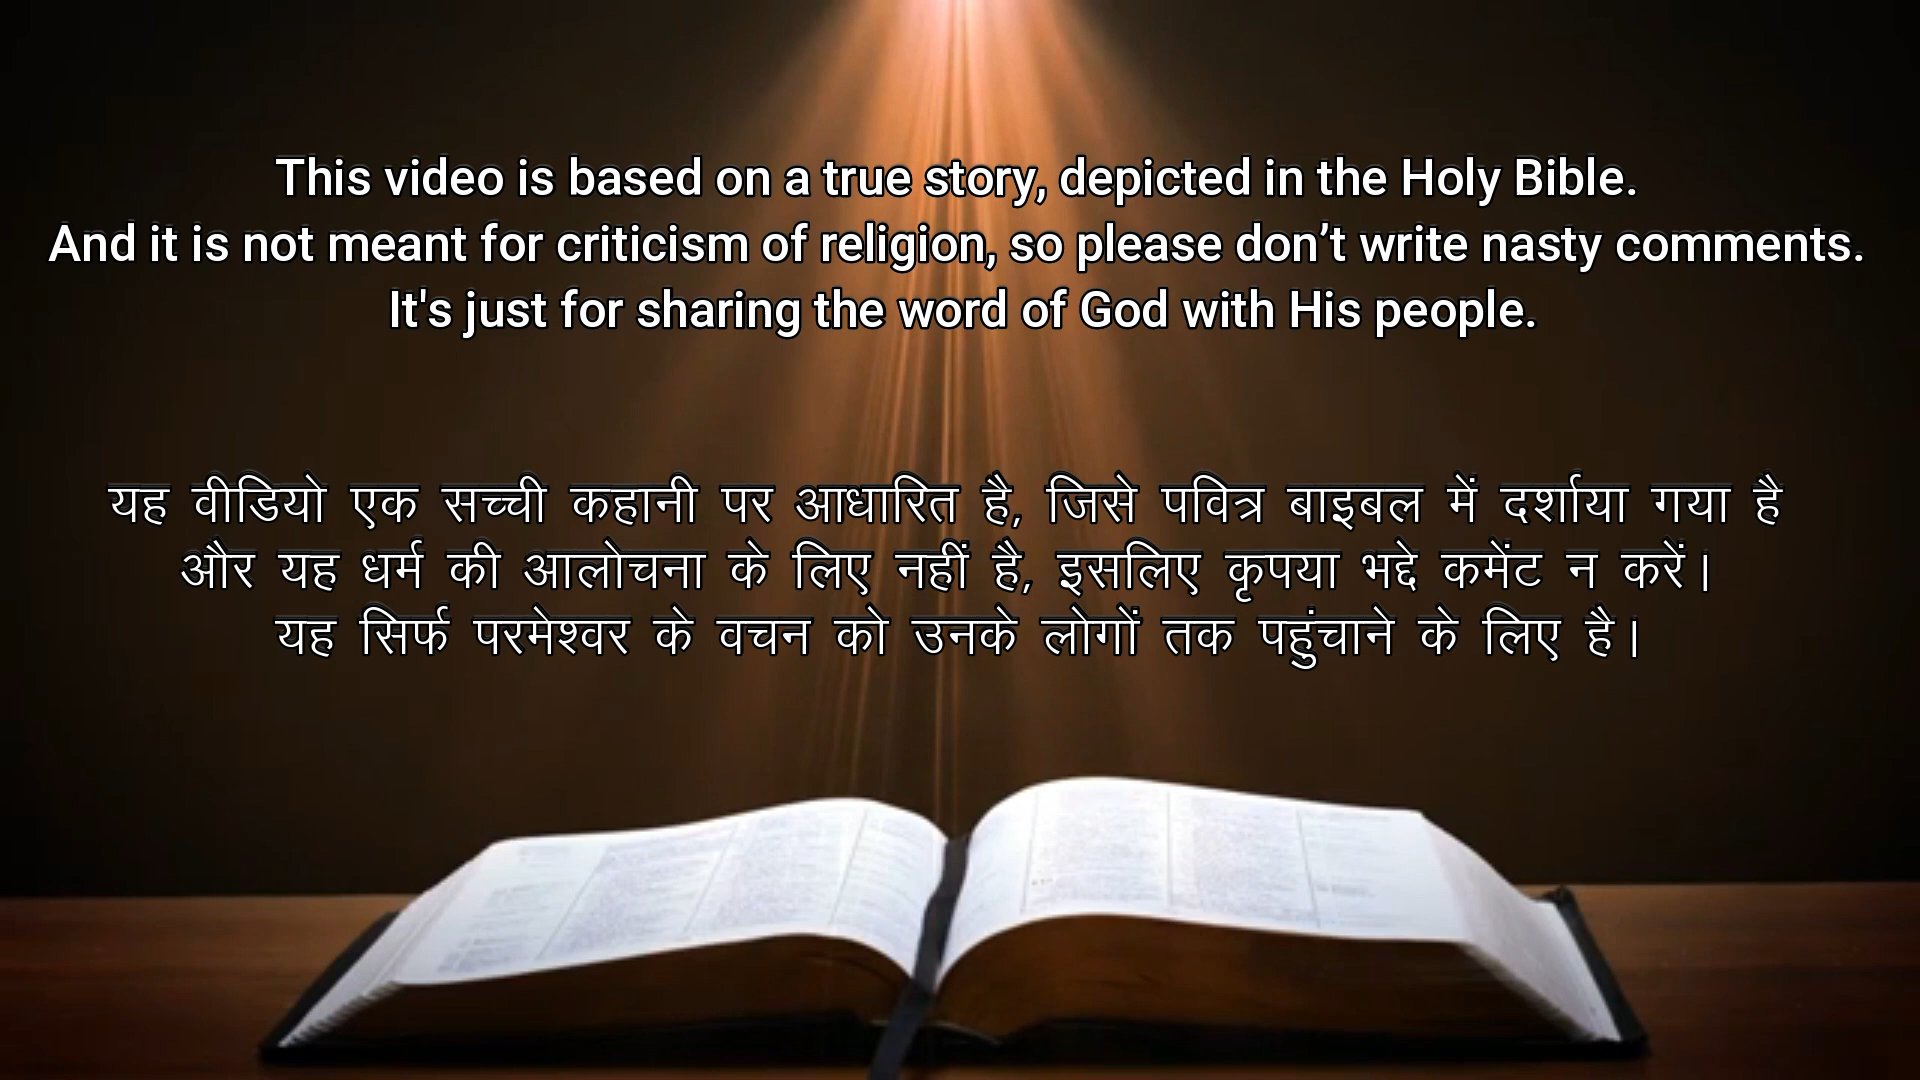 This video is based on a true story, depicted in the Holy Bible.
And it is not meant for criticism of religion, so please don’t write nasty comments.
It's just for sharing the word of God with His people.
यह वीडियो एक सच्ची कहानी पर आधारित है, जिसे पवित्र बाइबल में दर्शाया गया है
और यह धर्म की आलोचना के लिए नहीं है, इसलिए कृपया भद्दे कमेंट न करें।
यह सिर्फ परमेश्वर के वचन को उनके लोगों तक पहुंचाने के लिए है।